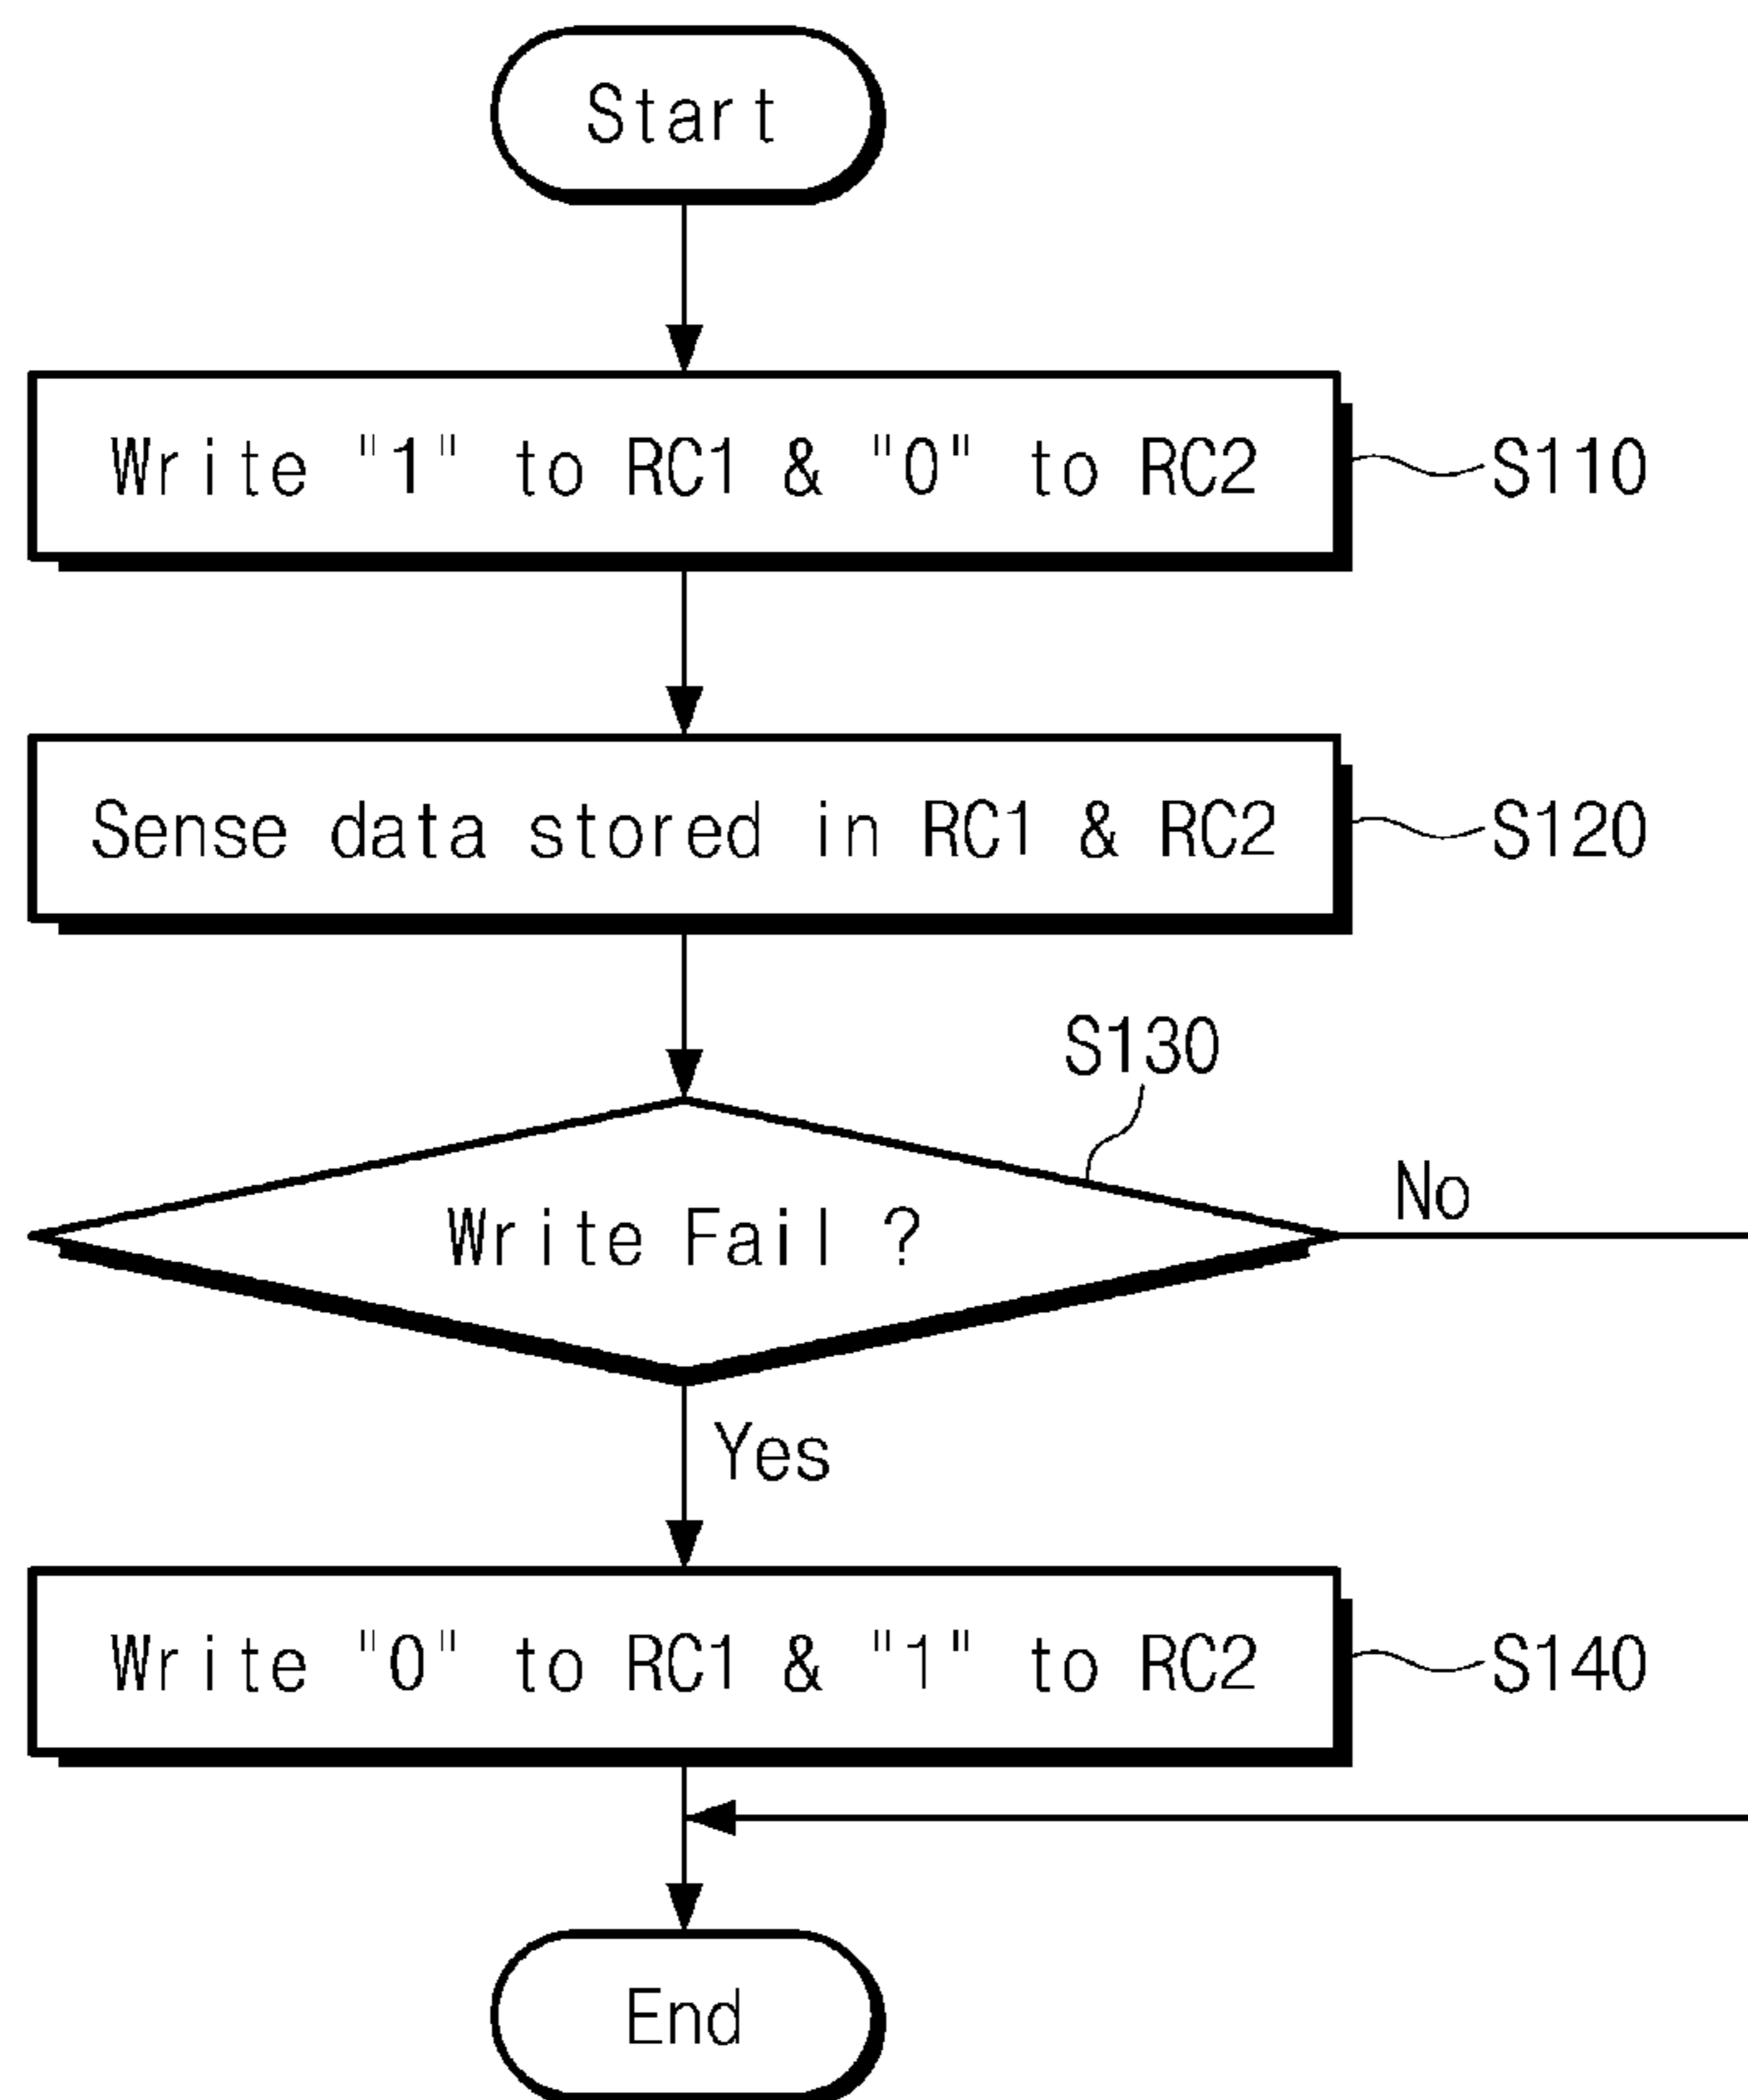 Start
Write "1" to RC1 & "0" to RC2
S110
Sense data stored in RC1 & RC2
S120
S130
Write Fail ?
No
Yes
Write "0" to RC1 & "1" to RC2
S140
End